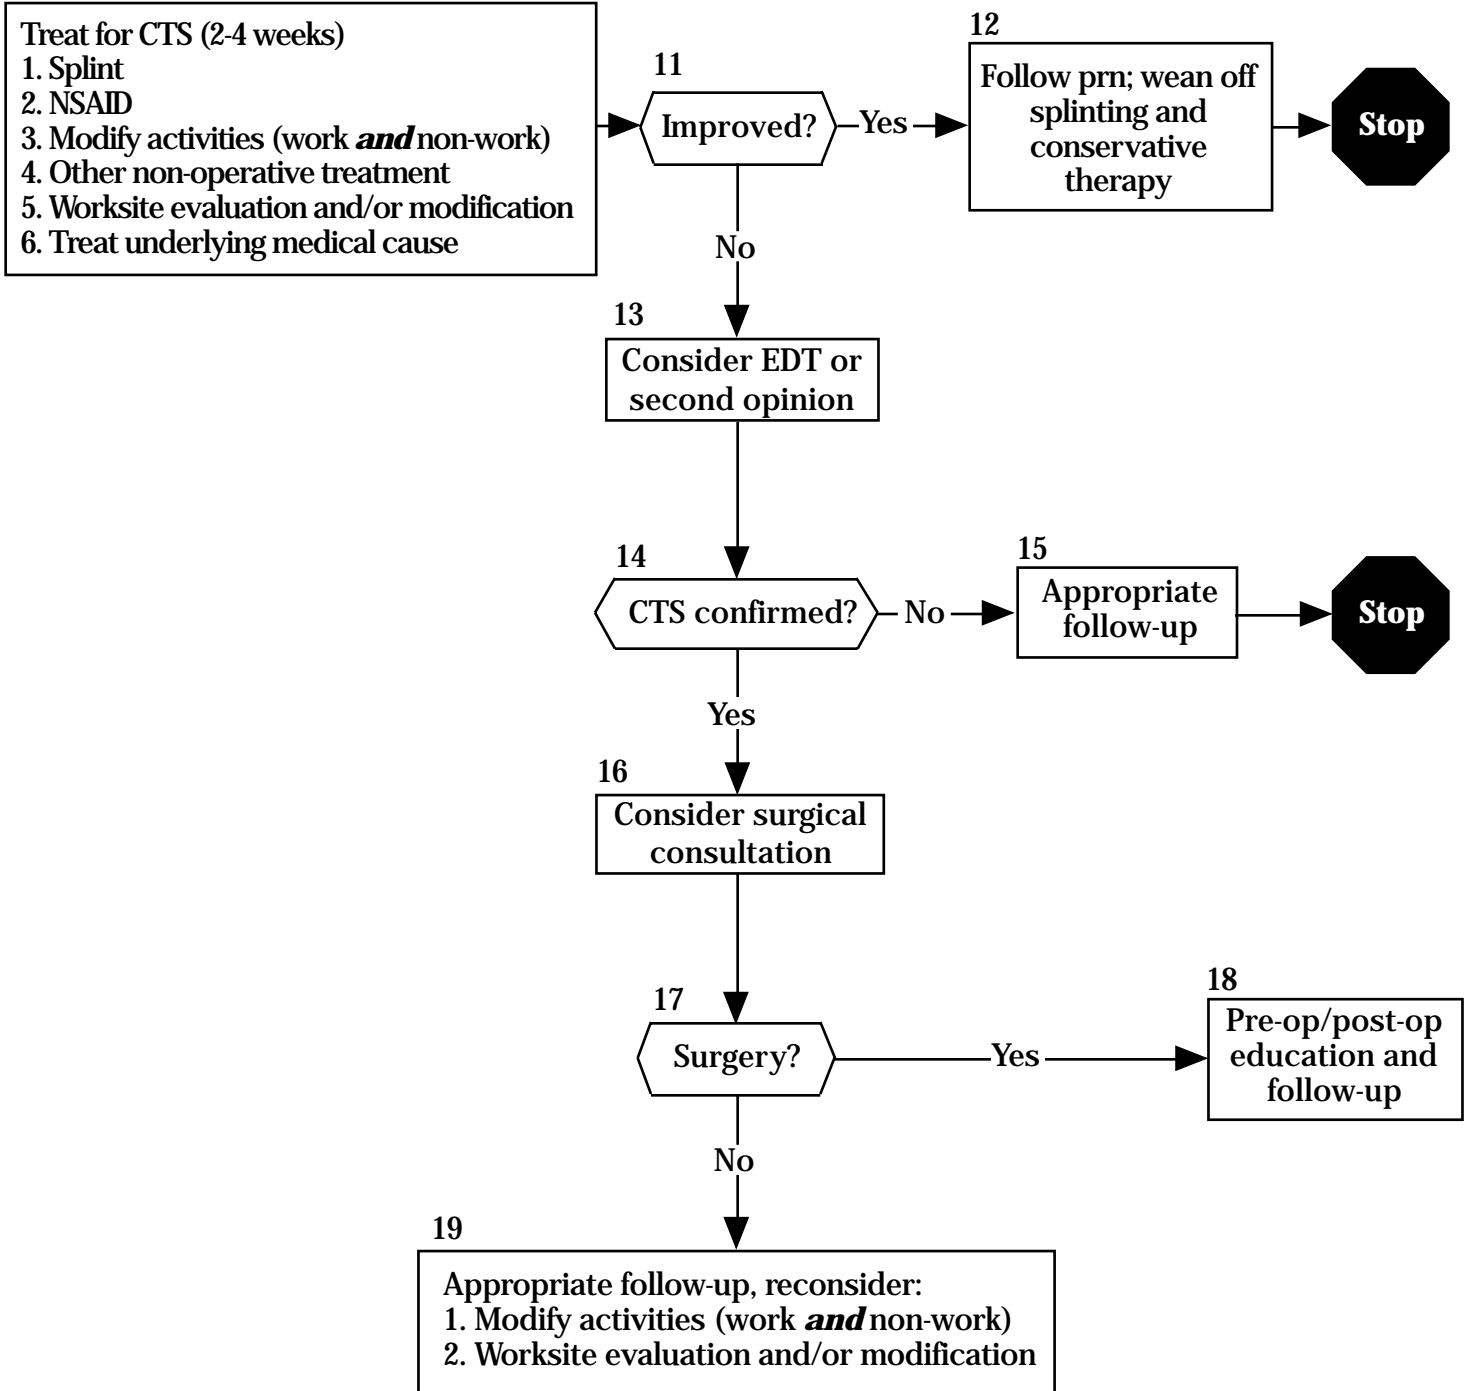 Treat for CTS (2-4 weeks)
1. Splint
2. NSAID
3. Modify activities (work and non-work)
4. Other non-operative treatment
5. Worksite evaluation and/or modification
6. Treat underlying medical cause
11
Improved?
Yes
12
Follow prn; wean off
splinting and
conservative
therapy
Stop
No
13
Consider EDT or
second opinion
14
CTS confirmed?
No
15
Appropriate
follow-up
Stop
Yes
16
Consider surgical
consultation
17
Surgery?
Yes
18
Pre-op/post-op
education and
follow-up
No
19
Appropriate follow-up, reconsider:
1. Modify activities (work and non-work)
2. Worksite evaluation and/or modification